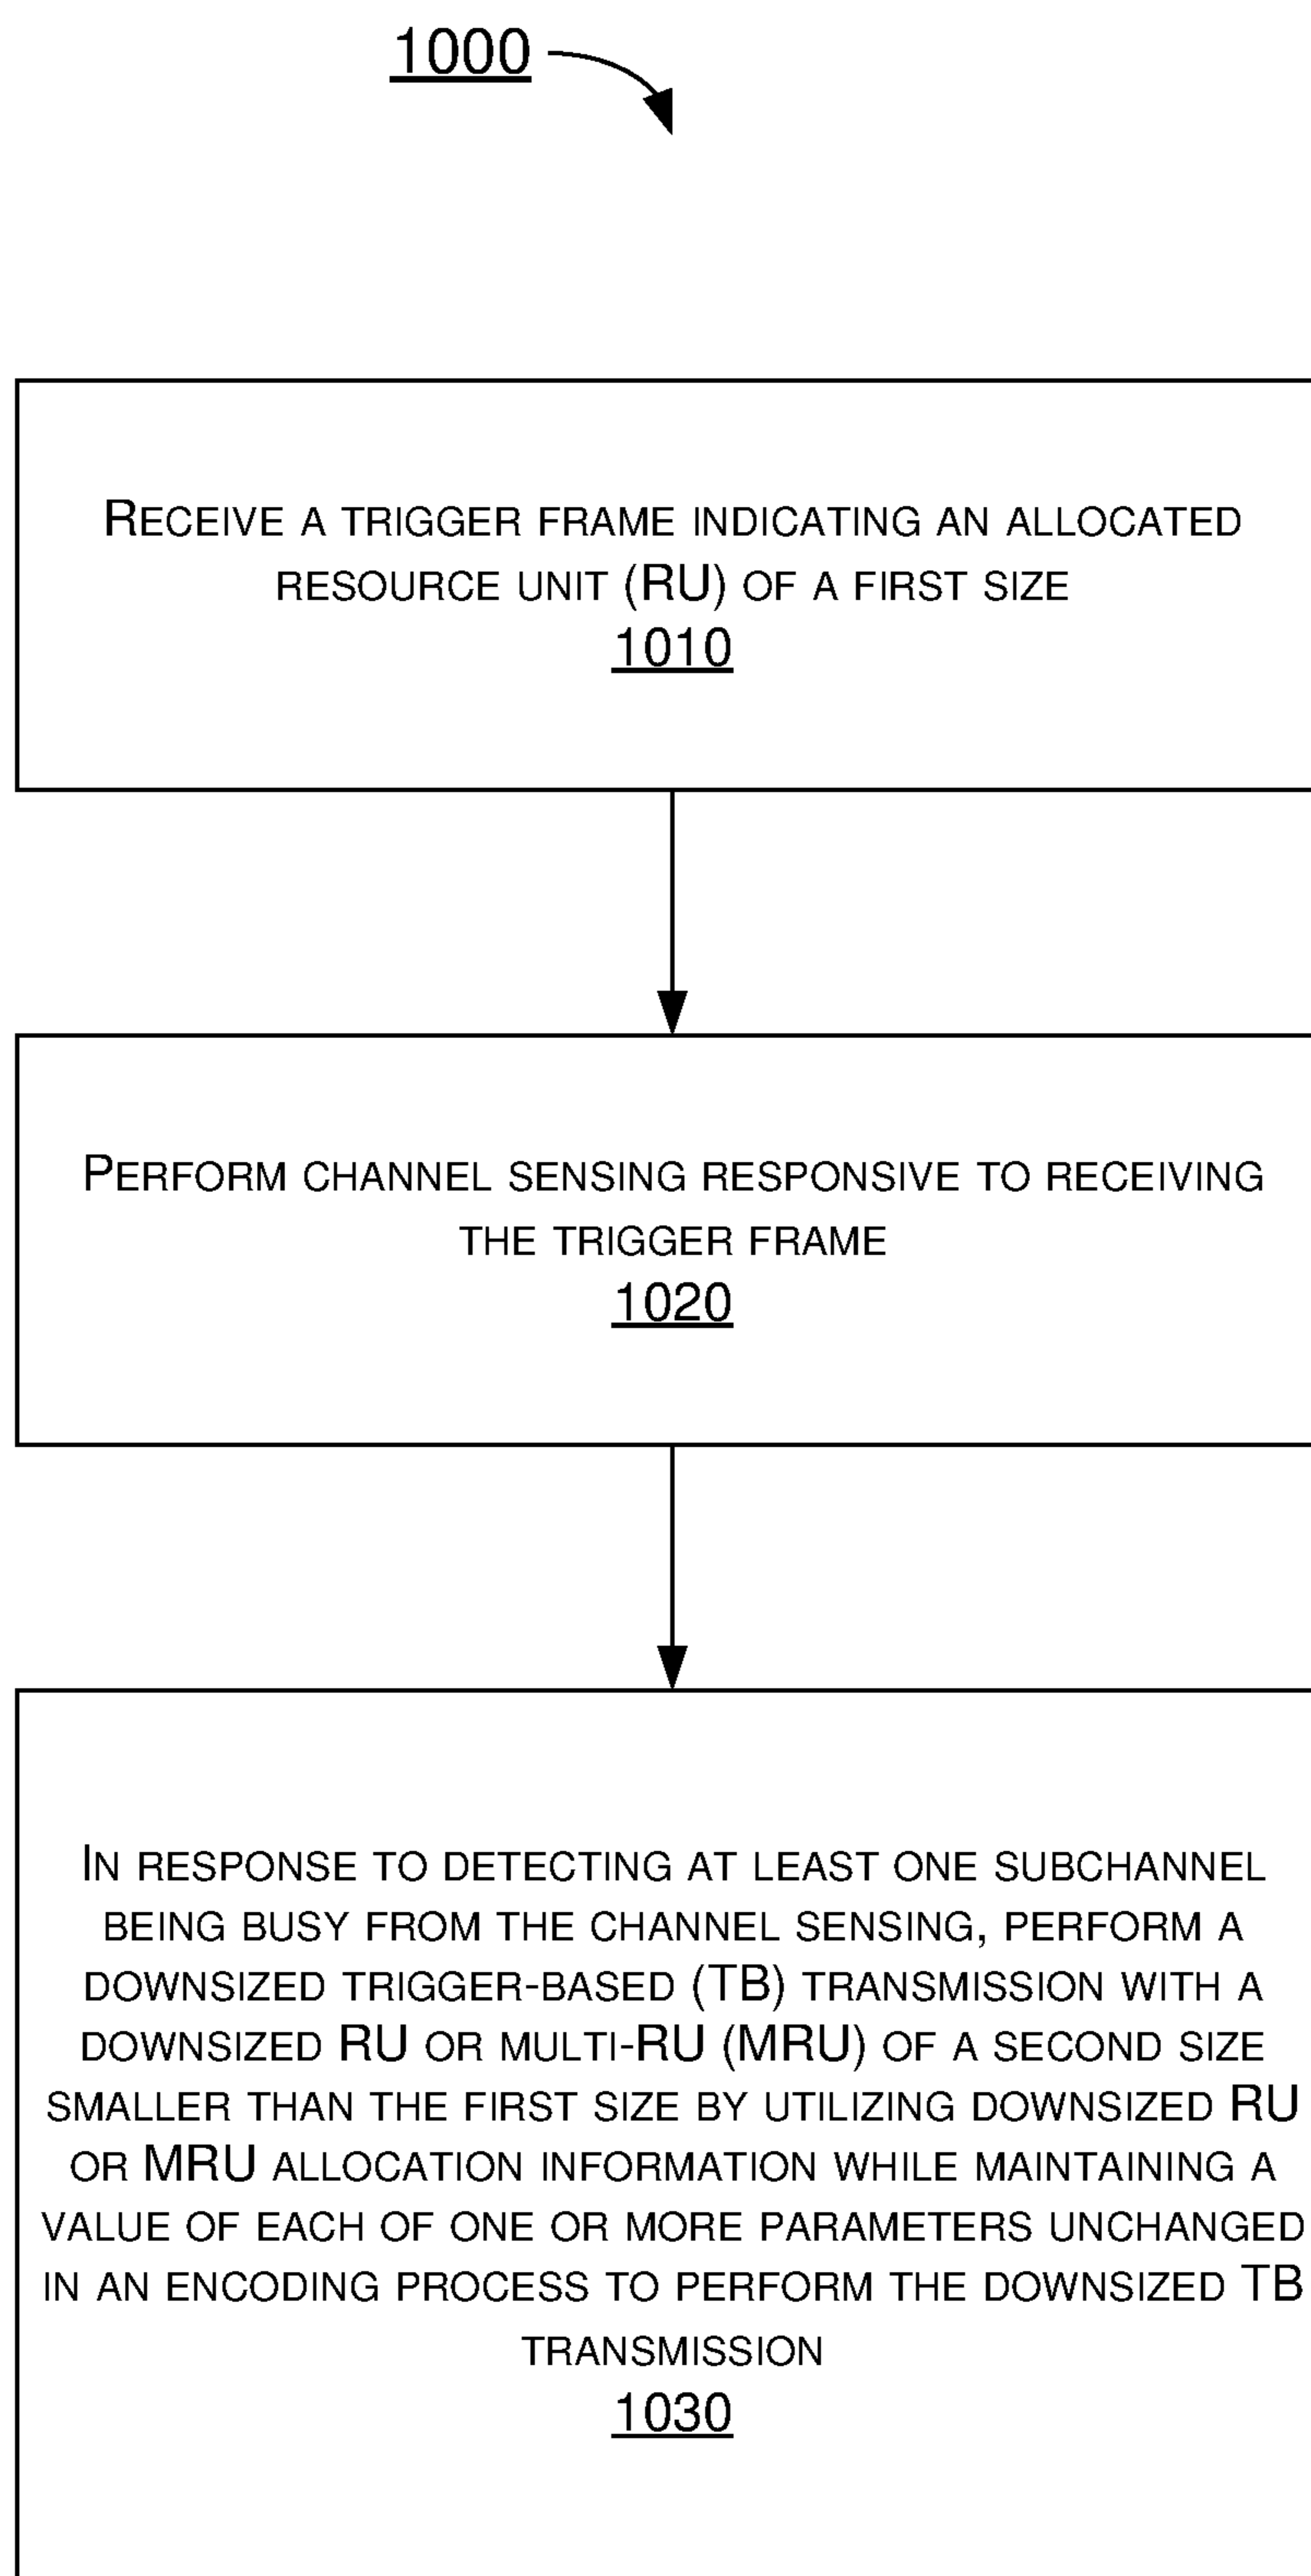 1000
RECEIVE A TRIGGER FRAME INDICATING AN ALLOCATED
RESOURCE UNIT (RU) OF A FIRST SIZE
1010
PERFORM CHANNEL SENSING RESPONSIVE TO RECEIVING
THE TRIGGER FRAME
1020
IN RESPONSE TO DETECTING AT LEAST ONE SUBCHANNEL
BEING BUSY FROM THE CHANNEL SENSING, PERFORM A
DOWNSIZED TRIGGER-BASED (TB) TRANSMISSION WITH A
DOWNSIZED RU OR MULTI-RU (MRU) OF A SECOND SIZE
SMALLER THAN THE FIRST SIZE BY UTILIZING DOWNSIZED RU
OR MRU ALLOCATION INFORMATION WHILE MAINTAINING A
VALUE OF EACH OF ONE OR MORE PARAMETERS UNCHANGED
IN AN ENCODING PROCESS TO PERFORM THE DOWNSIZED TB
TRANSMISSION
1030